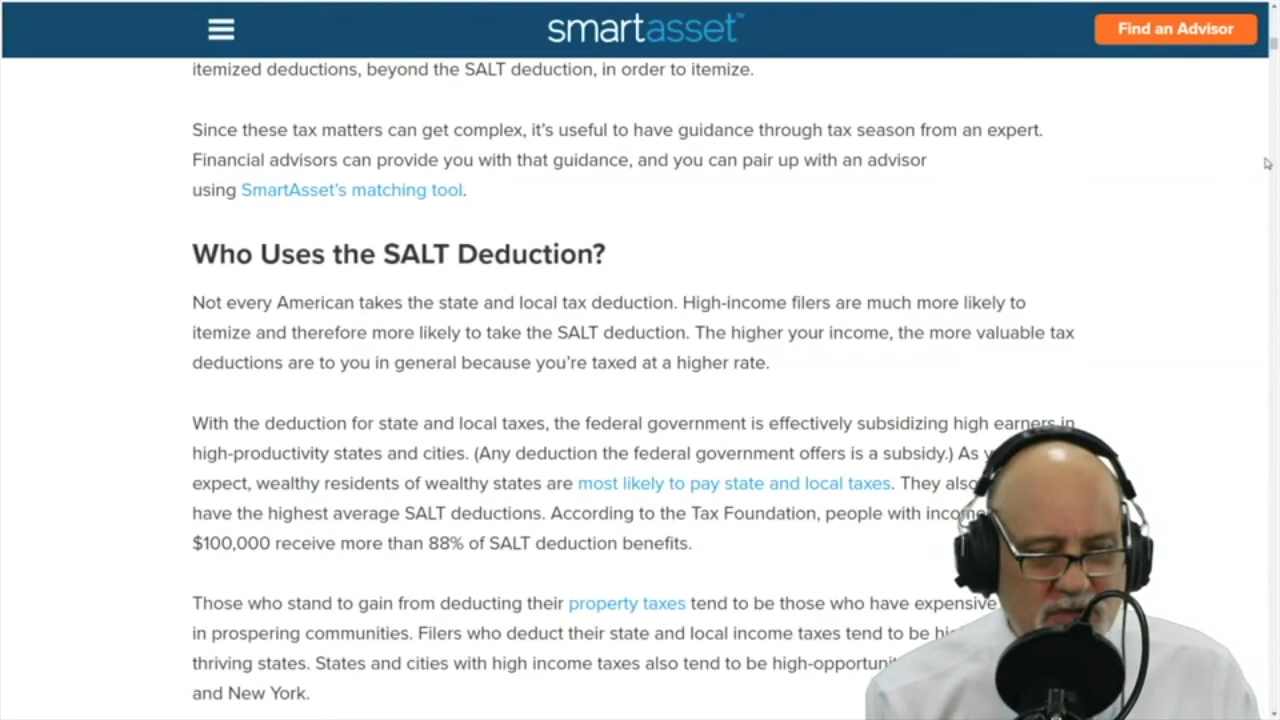 smartasset™
Find an Advisor
itemized deductions, beyond the SALT deduction, in order to itemize.
Since these tax matters can get complex, it's useful to have guidance through tax season from an expert.
Financial advisors can provide you with that guidance, and you can pair up with an advisor
using SmartAsset's matching tool.
Who Uses the SALT Deduction?
Not every American takes the state and local tax deduction. High-income filers are much more likely to
itemize and therefore more likely to take the SALT deduction. The higher your income, the more valuable tax
deductions are to you in general because you're taxed at a higher rate.
With the deduction for state and local taxes, the federal government is effectively subsidizing high earners in
high-productivity states and cities. (Any deduction the federal government offers is a subsidy.) As
expect, wealthy residents of wealthy states are most likely to pay state and local taxes. They also
have the highest average SALT deductions. According to the Tax Foundation, people with
$100,000 receive more than 88% of SALT deduction benefits.
Those who stand to gain from deducting their property taxes tend to be those who have expensive
in prospering communities. Filers who deduct their state and local income taxes tend to be
thriving states. States and cities with high income taxes also tend to be
and New York.